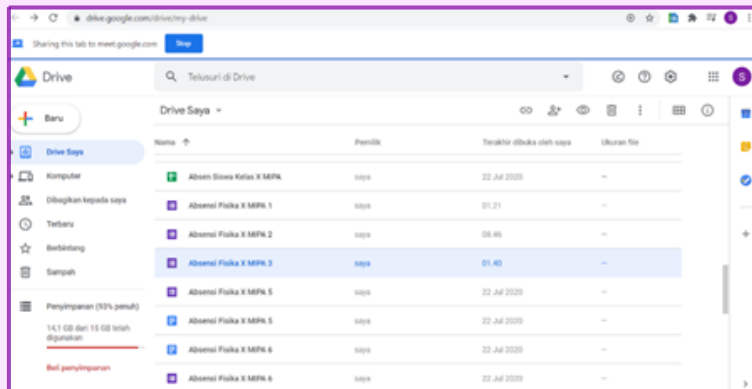 drive.google.com/drive/my-drive
S
Sharing this tab to meet.google.com
Stop
Drive
Telusuri di Drive
S
Baru
Drive Saya
Nama
Pemilik
Terakhir dibuka oleh saya
Ukuran file
Drive Saya
Komputer
Dibagikan kepada saya
Terbaru
Berbintang
Sampah
Penyimpanan (93% penuh)
14,1 GB dari 15 GB telah
digunakan
Beli penyimpanan
Absen Siswa Kelas X MIPA
saya
22 Jul 2020
–
Absensi Fisika X MIPA 1
saya
01.21
–
Absensi Fisika X MIPA 2
saya
08.46
–
Absensi Fisika X MIPA 3
saya
01.40
–
Absensi Fisika X MIPA 5
saya
22 Jul 2020
–
Absensi Fisika X MIPA 5
saya
22 Jul 2020
–
Absensi Fisika X MIPA 6
saya
22 Jul 2020
–
Absensi Fisika X MIPA 6
saya
22 Jul 2020
–